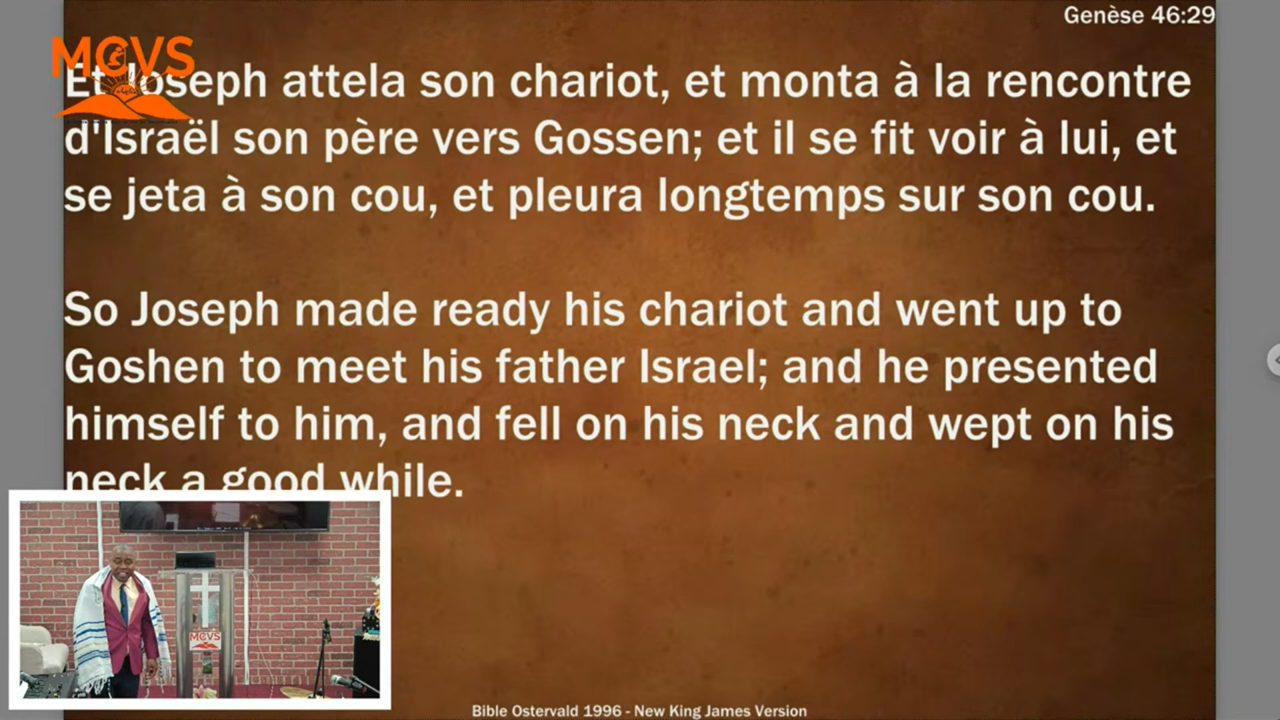 Genèse 46:29
MCVS
Et Joseph attela son chariot, et monta à la rencontre
d'Israël son père vers Gossen; et il se fit voir à lui, et
se jeta à son cou, et pleura longtemps sur son cou.
So Joseph made ready his chariot and went up to
Goshen to meet his father Israel; and he presented
himself to him, and fell on his neck and wept on his
neck a good while.
MCVS
Bible Ostervald 1996 - New King James Version